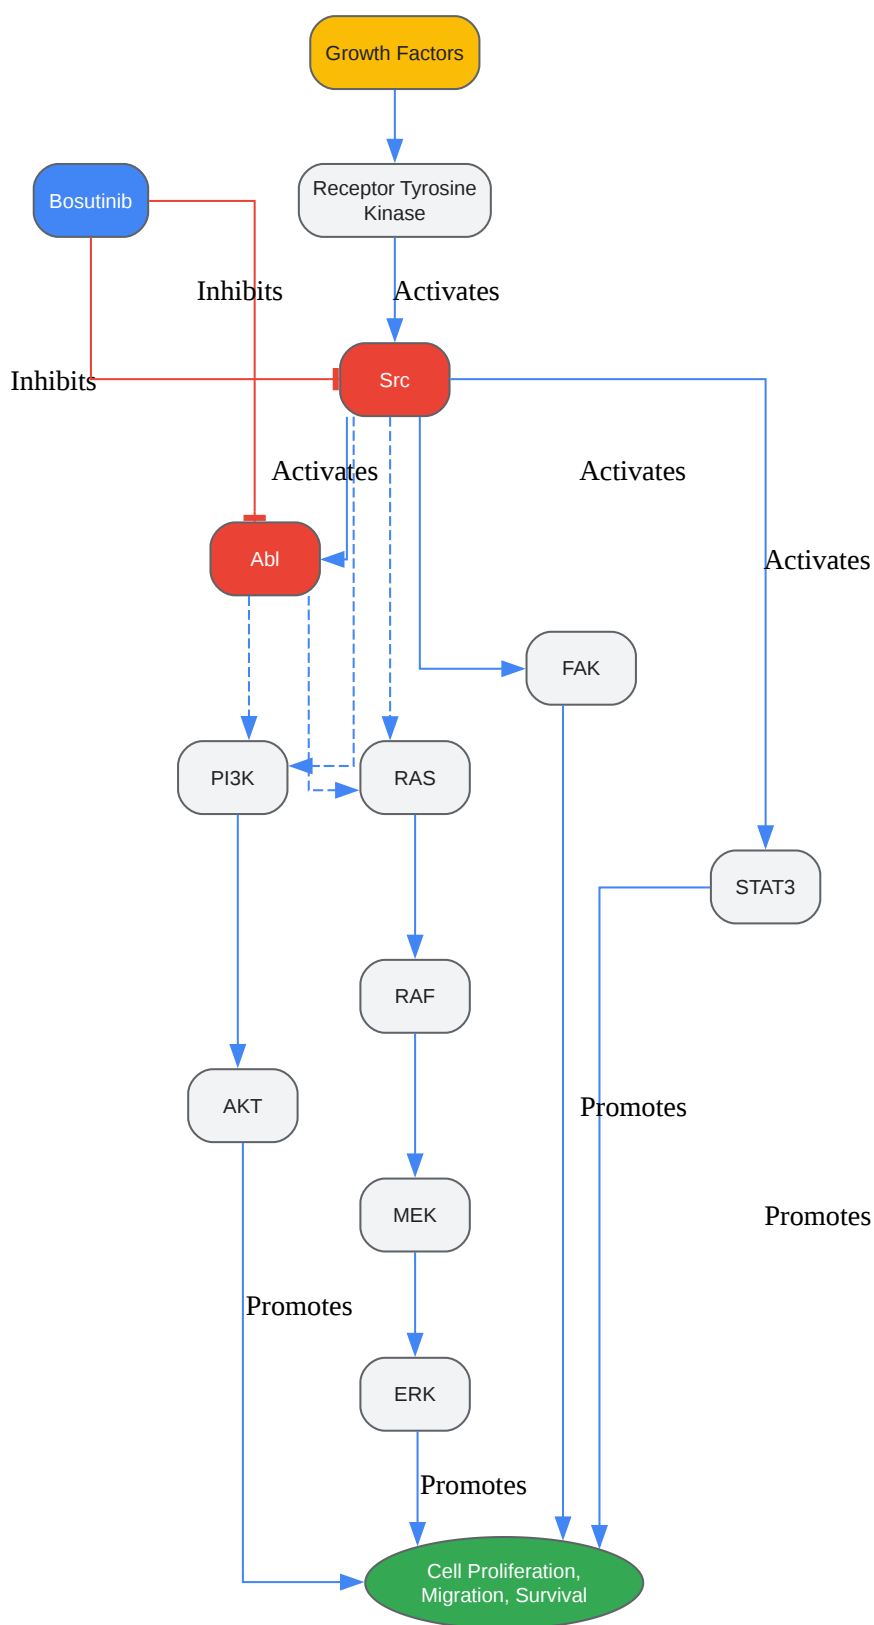 Growth Factors
Bosutinib
Receptor Tyrosine
Kinase
Inhibits
Activates
Inhibits
Src
Activates
Activates
Abl
Activates
FAK
PI3K
RAS
STAT3
RAF
AKT
Promotes
MEK
Promotes
Promotes
ERK
Promotes
Cell Proliferation,
Migration, Survival